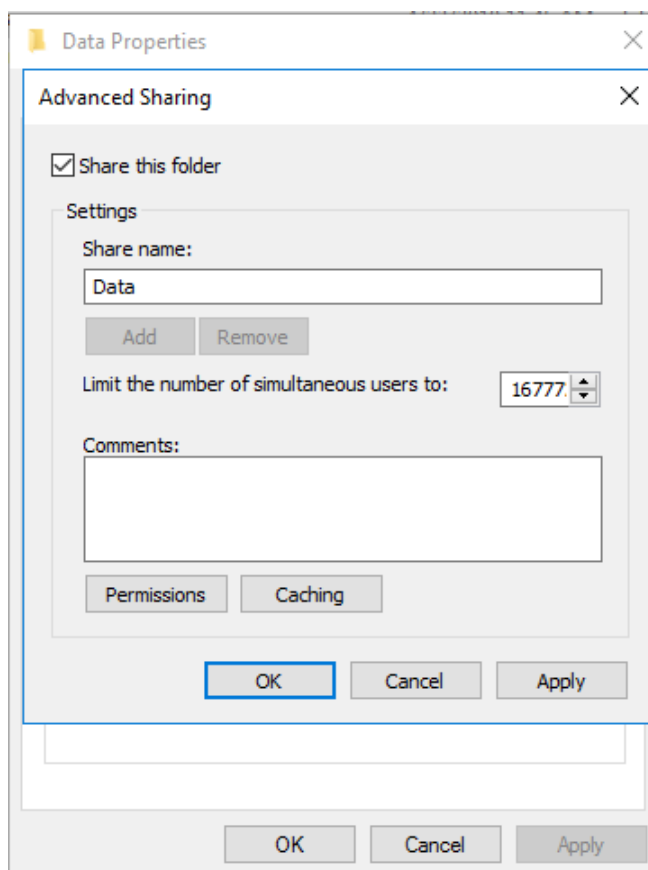 Data Properties
Advanced Sharing
Share this folder
Settings
Share name:
Data
Add Remove
Limit the number of simultaneous users to: 16777
Comments:
Permissions Caching
OK Cancel Apply
OK Cancel Apply